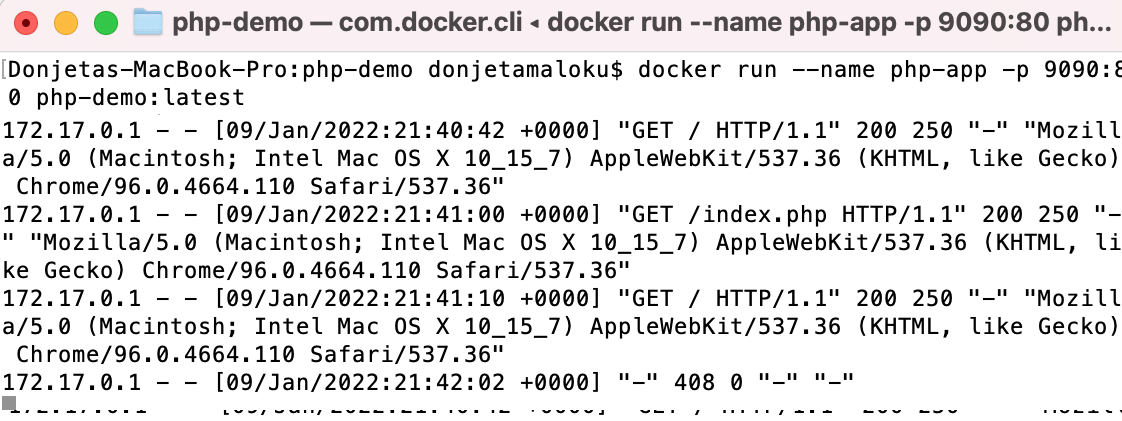 php-demo — com.docker.cli ◂ docker run --name php-app -p 9090:80 ph...
[Donjetas-MacBook-Pro:php-demo donjetamaloku$ docker run --name php-app -p 9090:8
0 php-demo:latest
172.17.0.1 - - [09/Jan/2022:21:40:42 +0000] "GET / HTTP/1.1" 200 250 "-" "Mozill
a/5.0 (Macintosh; Intel Mac OS X 10_15_7) AppleWebKit/537.36 (KHTML, like Gecko)
 Chrome/96.0.4664.110 Safari/537.36"
172.17.0.1 - - [09/Jan/2022:21:41:00 +0000] "GET /index.php HTTP/1.1" 200 250 "-
" "Mozilla/5.0 (Macintosh; Intel Mac OS X 10_15_7) AppleWebKit/537.36 (KHTML, li
ke Gecko) Chrome/96.0.4664.110 Safari/537.36"
172.17.0.1 - - [09/Jan/2022:21:41:10 +0000] "GET / HTTP/1.1" 200 250 "-" "Mozill
a/5.0 (Macintosh; Intel Mac OS X 10_15_7) AppleWebKit/537.36 (KHTML, like Gecko)
 Chrome/96.0.4664.110 Safari/537.36"
172.17.0.1 - - [09/Jan/2022:21:42:02 +0000] "-" 408 0 "-" "-"